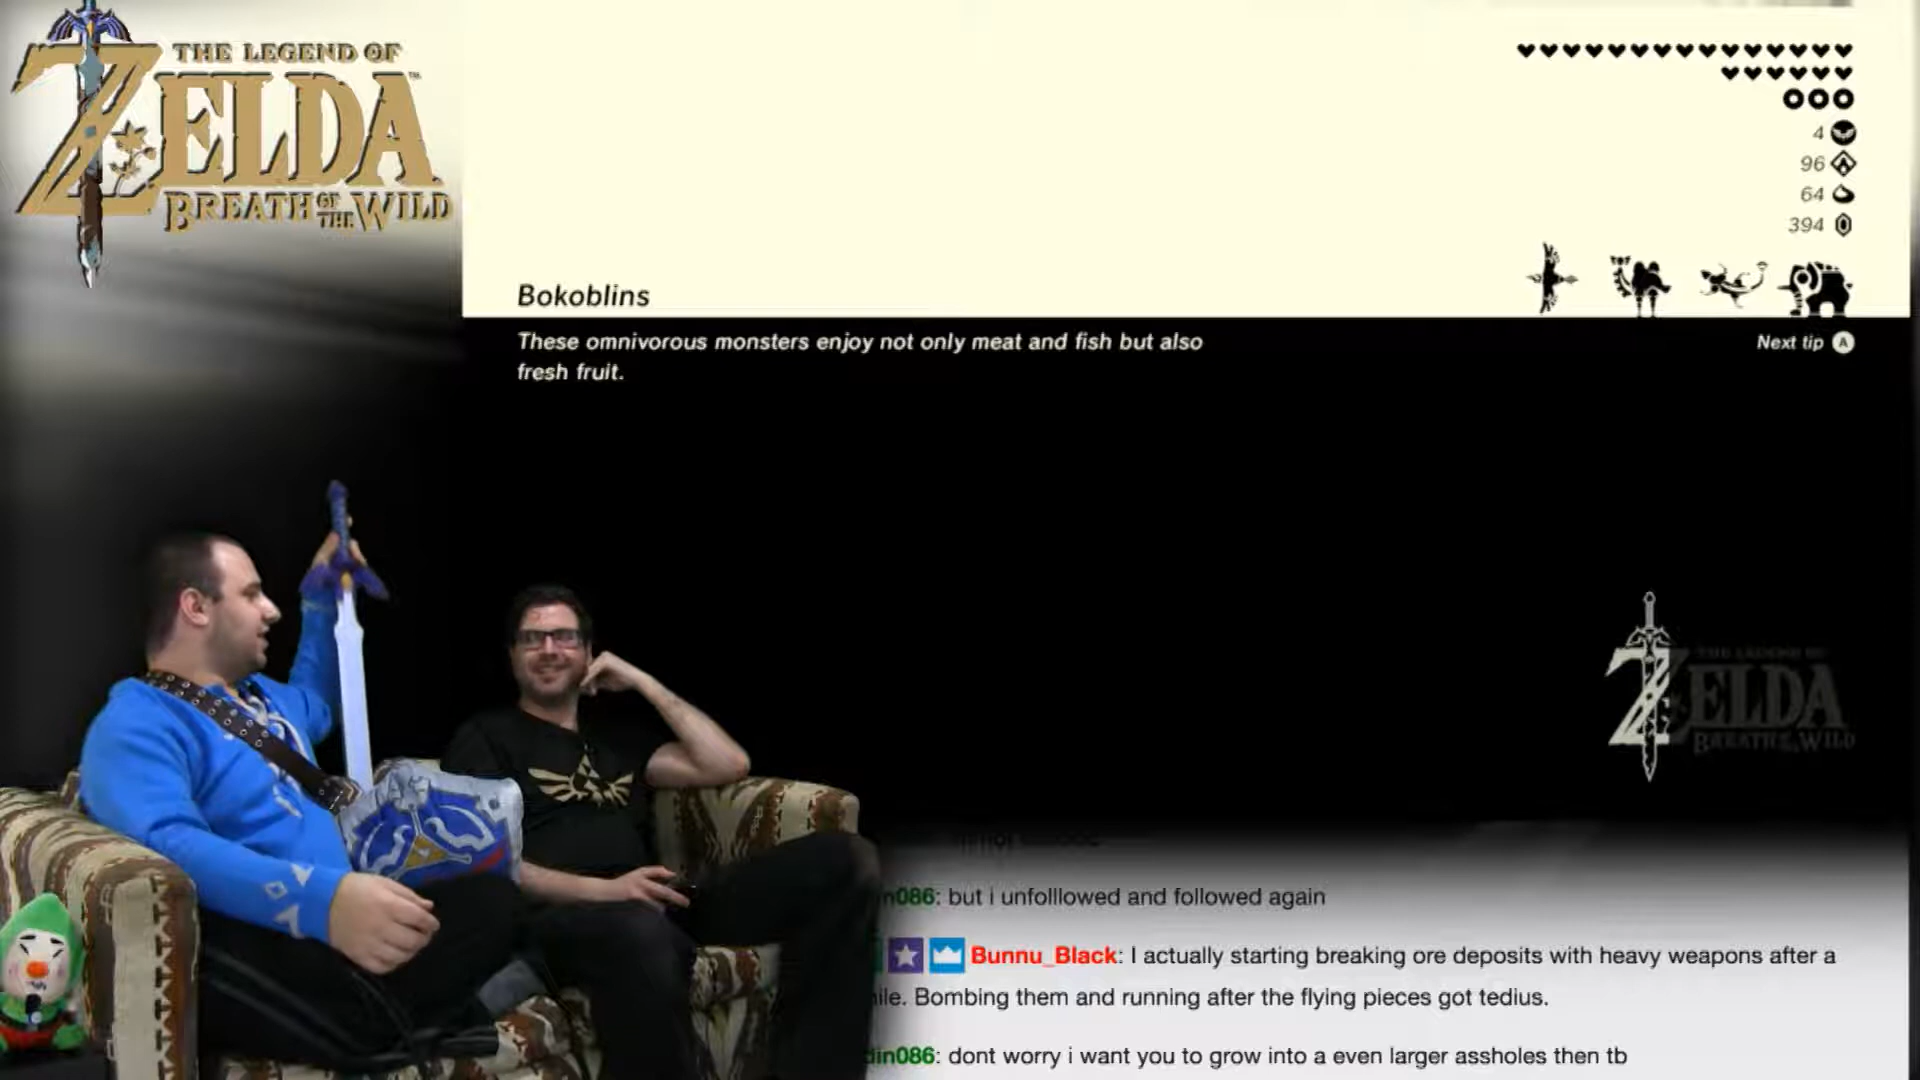 THE LEGEND OF
ZELDA
BREATH OF THE WILD
4
96
64
394
Bokoblins
These omnivorous monsters enjoy not only meat and fish but also
fresh fruit.
Next tip A
THE LEGEND OF
ZELDA
BREATH OF THE WILD
n086: but i unfolllowed and followed again
Bunnu_Black: I actually starting breaking ore deposits with heavy weapons after a
ile. Bombing them and running after the flying pieces got tedius.
din086: dont worry i want you to grow into a even larger assholes then tb